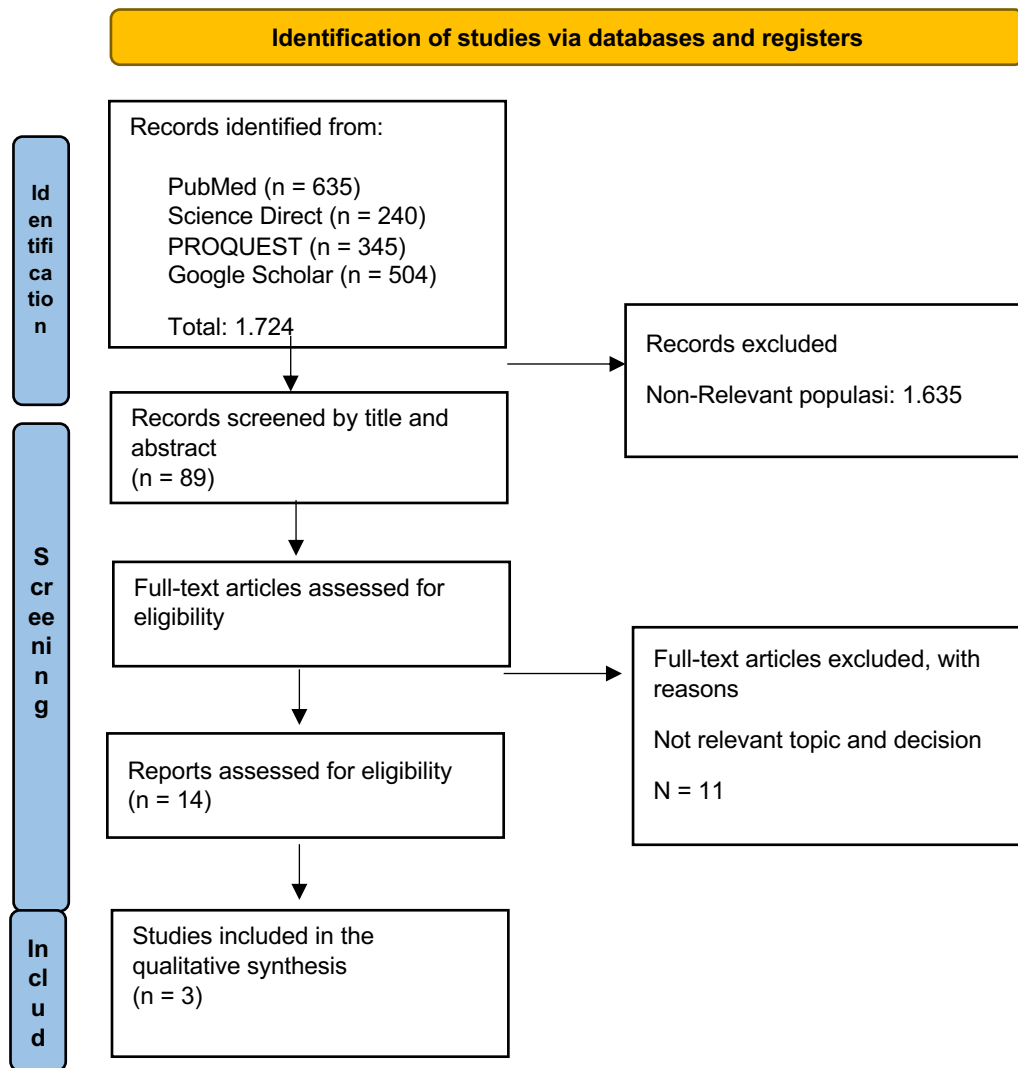 Identification of studies via databases and registers
Id
en
tifi
ca
tio
n
Records identified from:
PubMed (n = 635)
Science Direct (n = 240)
PROQUEST (n = 345)
Google Scholar (n = 504)
Total: 1.724
Records excluded
Non-Relevant populasi: 1.635
Records screened by title and
abstract
(n = 89)
S
cr
ee
ni
n
g
Full-text articles assessed for
eligibility
Full-text articles excluded, with
reasons
Not relevant topic and decision
N = 11
Reports assessed for eligibility
(n = 14)
In
cl
u
d
Studies included in the
qualitative synthesis
(n = 3)